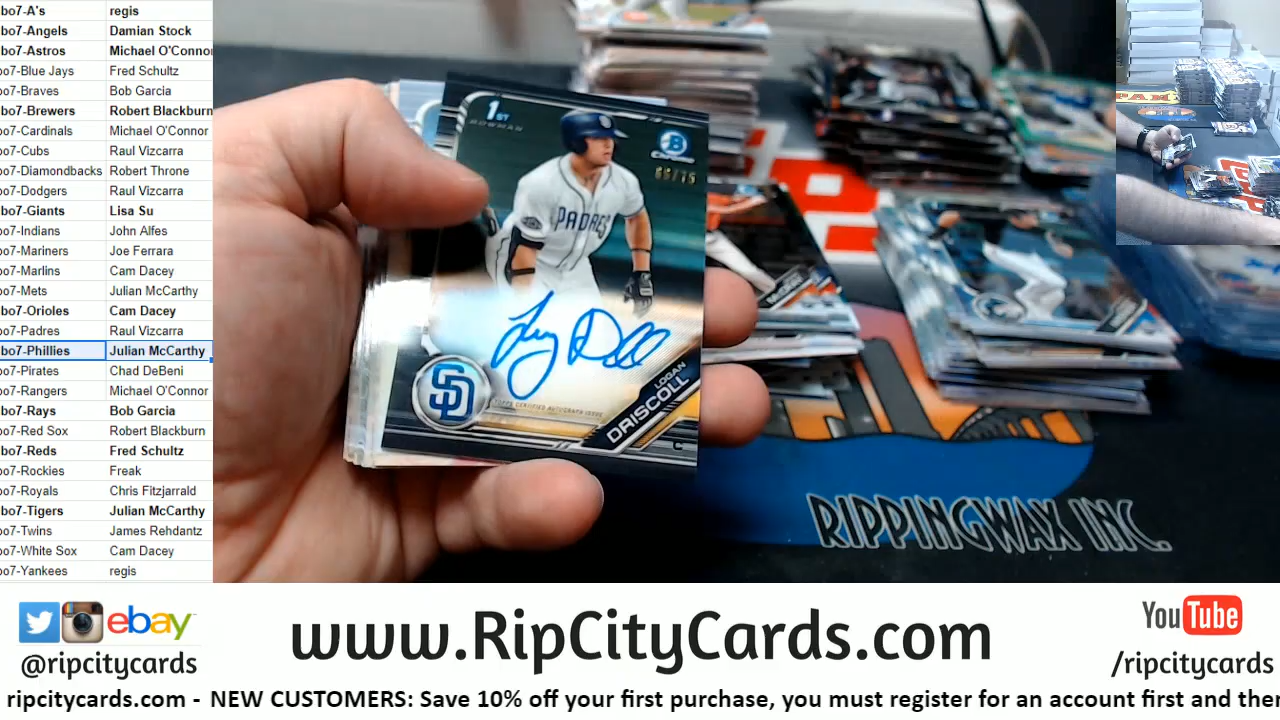 bo7-A's regis
bo7-Angels Damian Stock
bo7-Astros Michael O'Connor
bo7-Blue Jays Fred Schultz
bo7-Braves Bob Garcia
bo7-Brewers Robert Blackburn
bo7-Cardinals Michael O'Connor
bo7-Cubs Raul Vizcarra
bo7-Diamondbacks Robert Throne
bo7-Dodgers Raul Vizcarra
bo7-Giants Lisa Su
bo7-Indians John Alfes
bo7-Mariners Joe Ferrara
bo7-Marlins Cam Dacey
bo7-Mets Julian McCarthy
bo7-Orioles Cam Dacey
bo7-Padres Raul Vizcarra
bo7-Phillies Julian McCarthy
bo7-Pirates Chad DeBeni
bo7-Rangers Michael O'Connor
bo7-Rays Bob Garcia
bo7-Red Sox Robert Blackburn
bo7-Reds Fred Schultz
bo7-Rockies Freak
bo7-Royals Chris Fitzjarrald
bo7-Tigers Julian McCarthy
bo7-Twins James Rehdantz
bo7-White Sox Cam Dacey
bo7-Yankees regis
1ST
BOWMAN
B
Chrome
PADRES
SD
TOPPS CERTIFIED AUTOGRAPH ISSUE
LOGAN
DRISCOLL
C
RIPPINGWAX INC.
ebay
@ripcitycards
www.RipCityCards.com
YouTube
/ripcitycards
ripcitycards.com - NEW CUSTOMERS: Save 10% off your first purchase, you must register for an account first and then